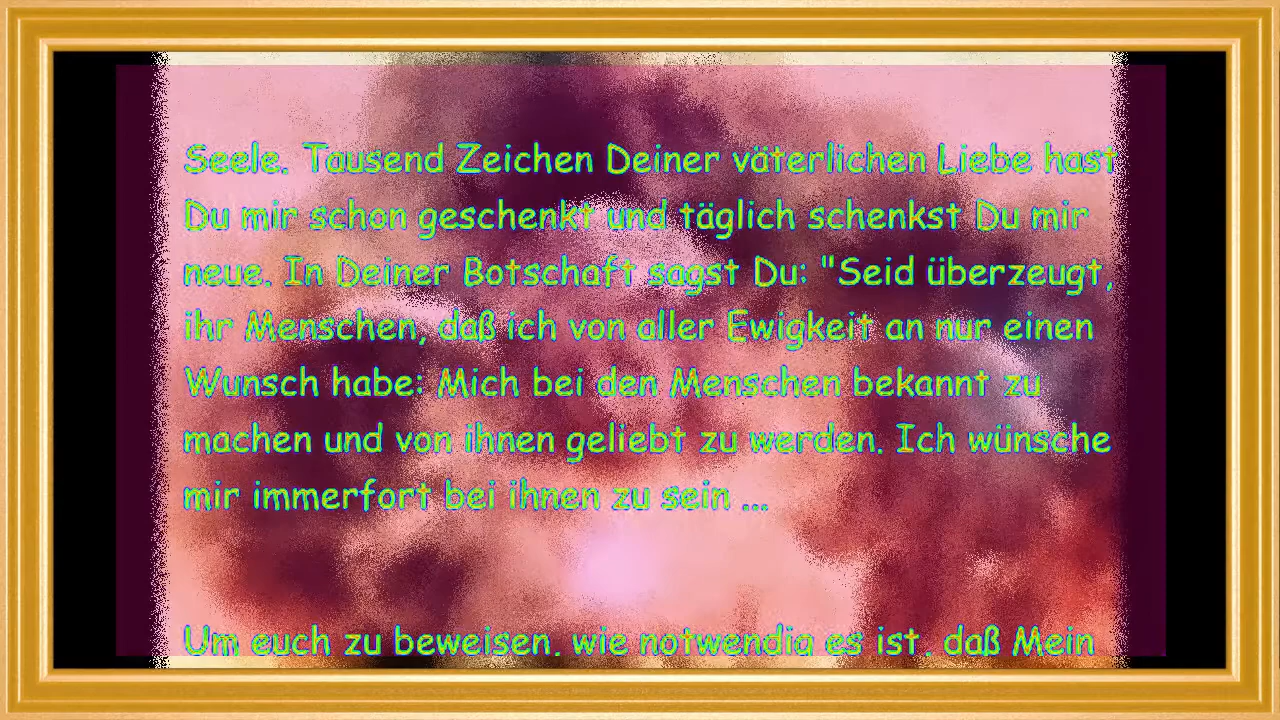 Seele. Tausend Zeichen Deiner väterlichen Liebe hast
Du mir schon geschenkt und täglich schenkst Du mir
neue. In Deiner Botschaft sagst Du: "Seid überzeugt,
ihr Menschen, daß ich von aller Ewigkeit an nur einen
Wunsch habe: Mich bei den Menschen bekannt zu
machen und von ihnen geliebt zu werden. Ich wünsche
mir immerfort bei ihnen zu sein ...
Um euch zu beweisen, wie notwendig es ist, daß Mein